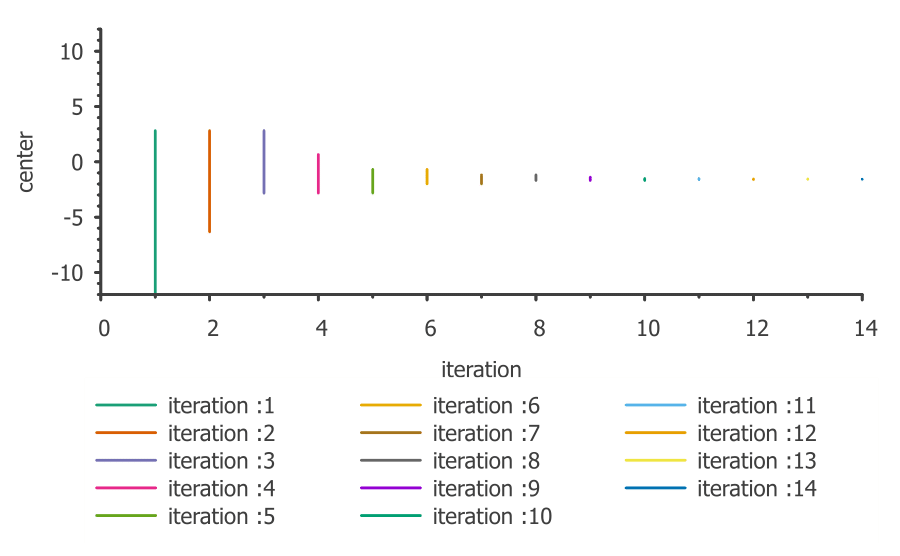 10
5
0
-5
-10
center
0 2 4 6 8 10 12 14
iteration
iteration :1 iteration :6 iteration :11
iteration :2 iteration :7 iteration :12
iteration :3 iteration :8 iteration :13
iteration :4 iteration :9 iteration :14
iteration :5 iteration :10